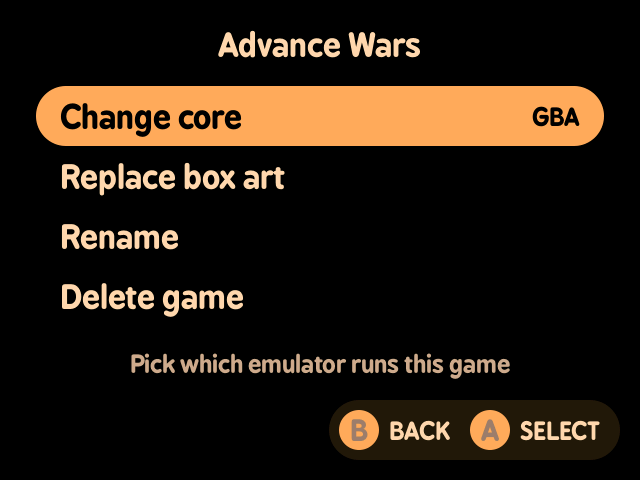 Advance Wars
Change core GBA
Replace box art
Rename
Delete game
Pick which emulator runs this game
B BACK A SELECT